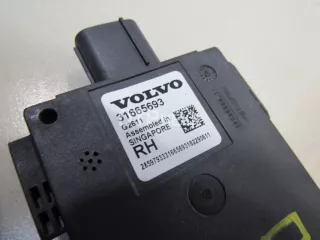 VOLVO
31665693
Assembled in
SINGAPORE
RH